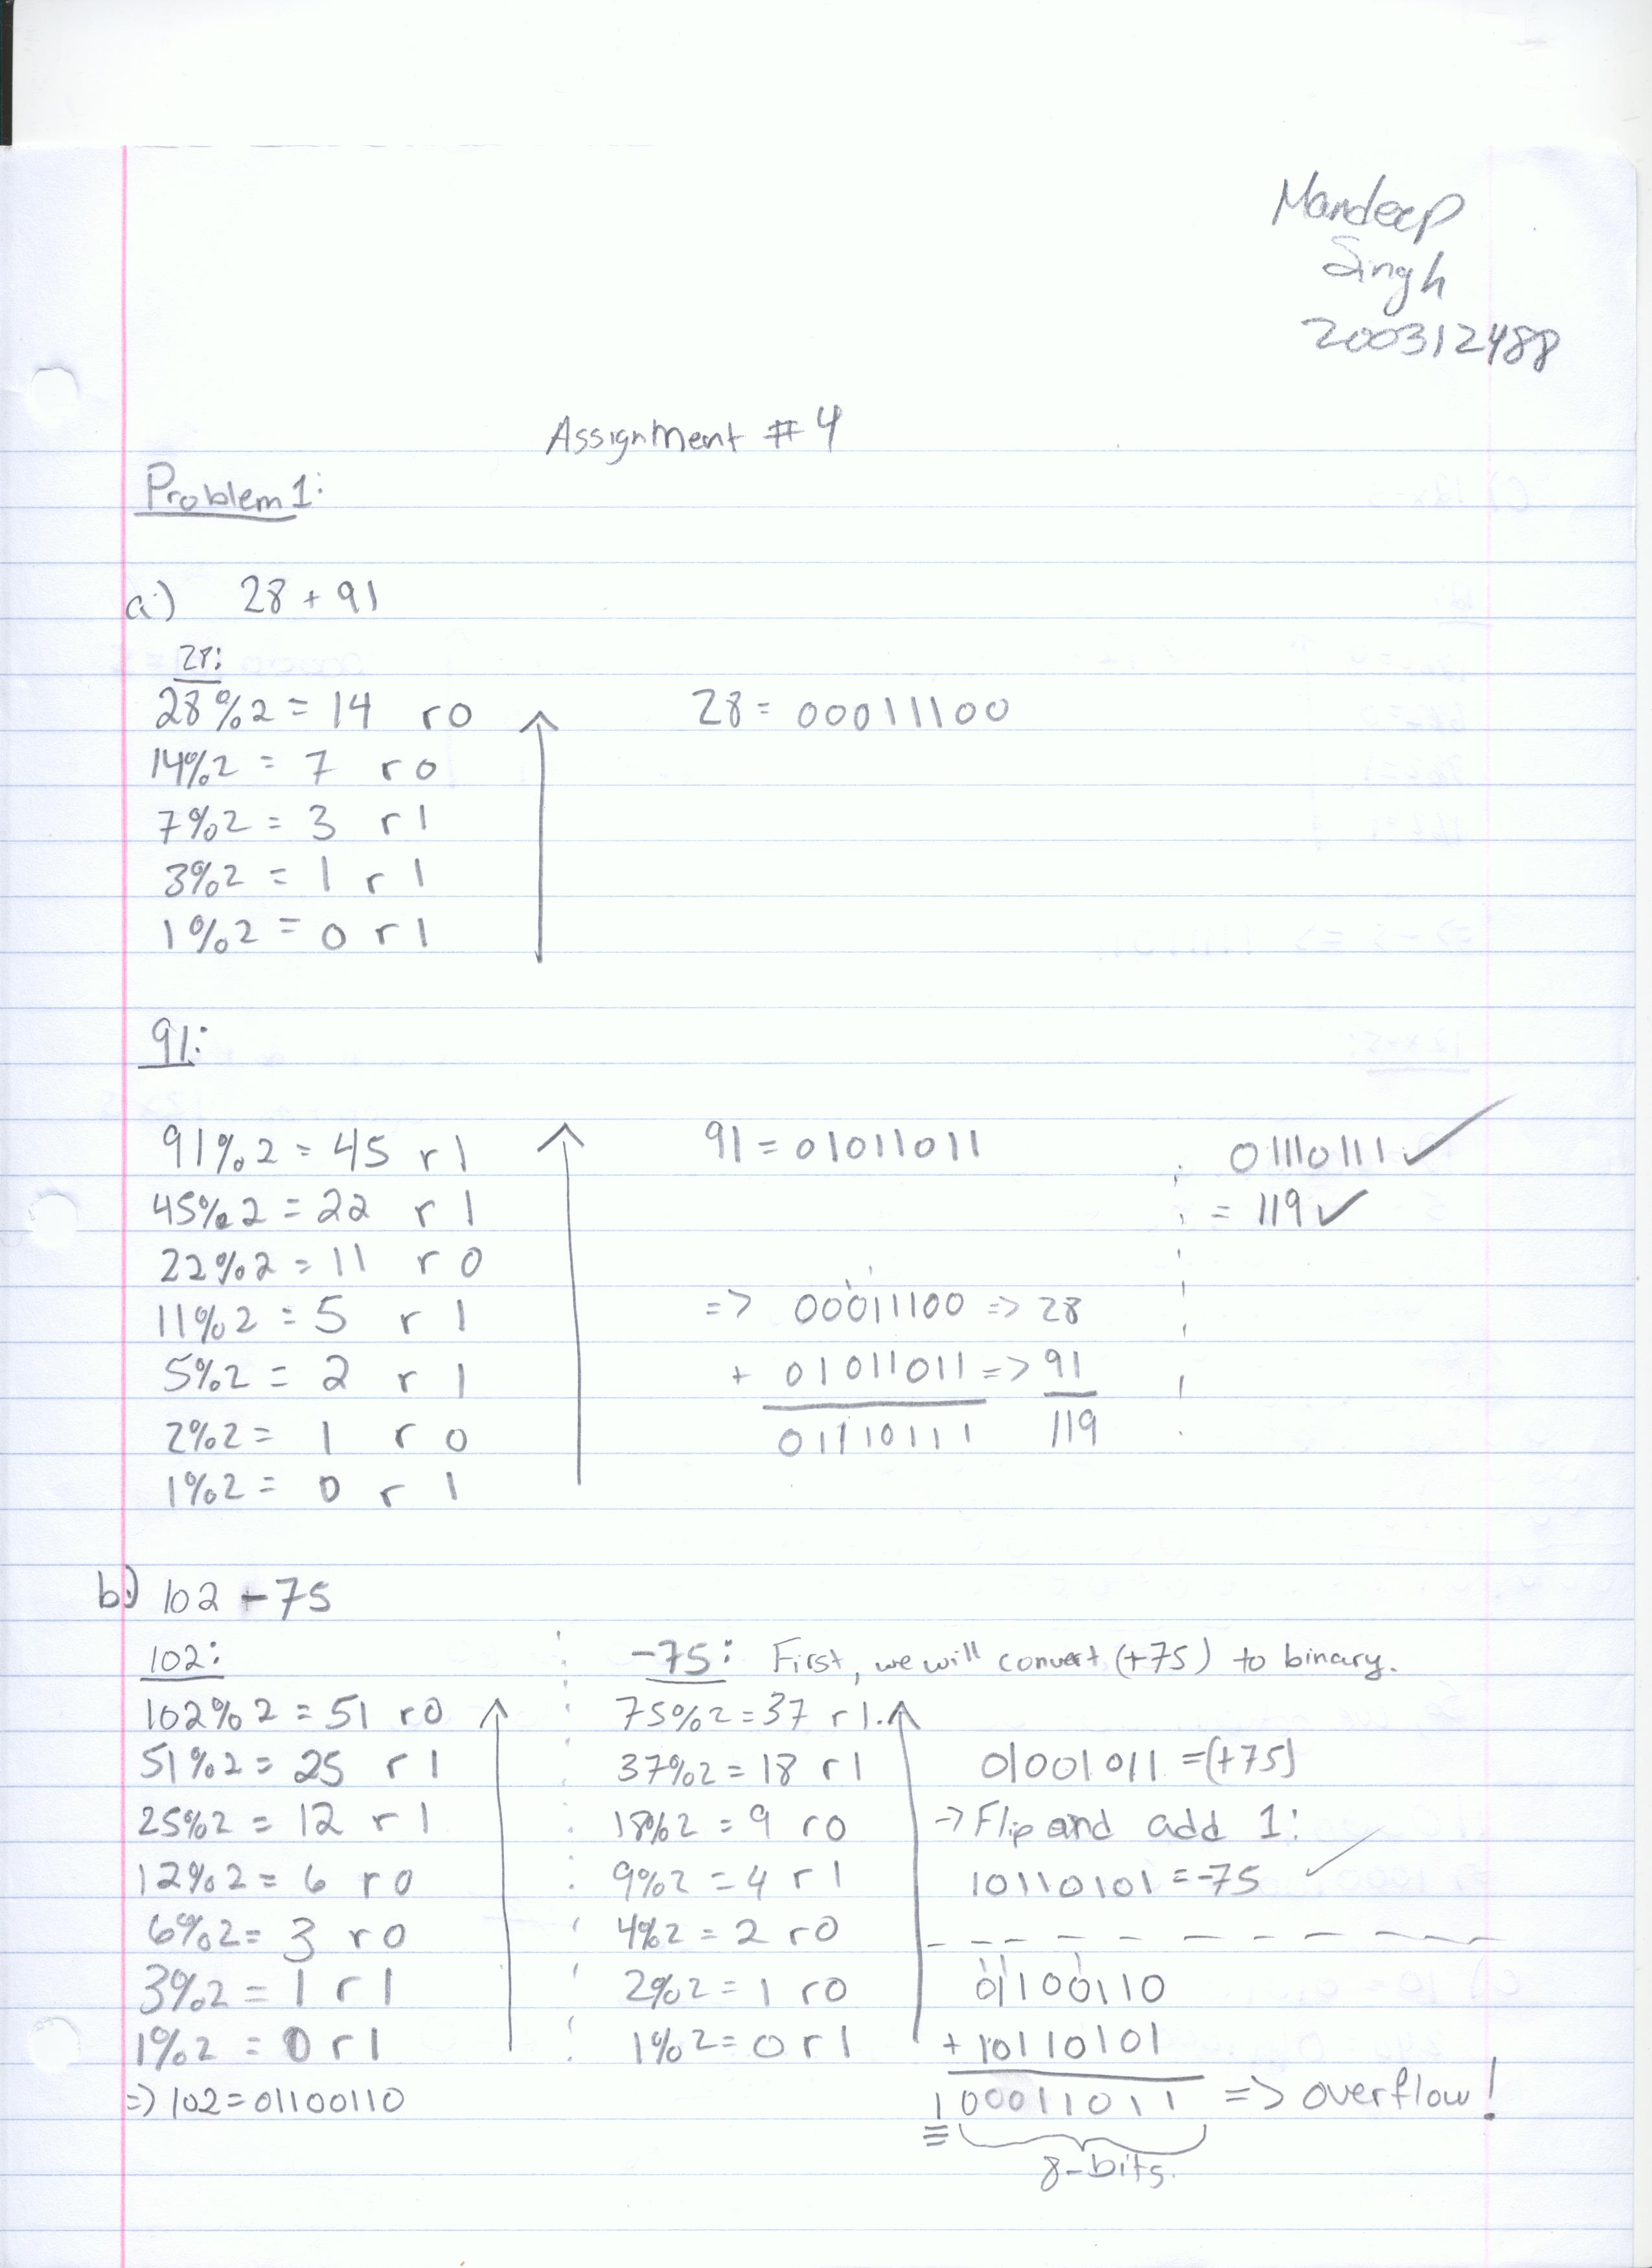 Mandeep
Singh
200312488
Assignment #4
Problem 1:
a) 28 + 91
28:
28%2 = 14 r0
14%2 = 7 r0
7%2 = 3 r1
3%2 = 1 r1
1%2 = 0 r1
28 = 00011100
91:
91%2 = 45 r1
45%2 = 22 r1
22%2 = 11 r0
11%2 = 5 r1
5%2 = 2 r1
2%2 = 1 r0
1%2 = 0 r1
91 = 01011011
=> 00011100 => 28
+ 01011011 => 91
01110111 119
01110111 ✓
= 119 ✓
b) 102 - 75
102:
102%2 = 51 r0
51%2 = 25 r1
25%2 = 12 r1
12%2 = 6 r0
6%2 = 3 r0
3%2 = 1 r1
1%2 = 0 r1
=> 102 = 01100110
-75: First, we will convert (+75) to binary.
75%2 = 37 r1.
37%2 = 18 r1
18%2 = 9 r0
9%2 = 4 r1
4%2 = 2 r0
2%2 = 1 r0
1%2 = 0 r1
01001011 = (+75)
-> Flip and add 1:
10110101 = -75 ✓
01100110
+ 10110101
100011011 => overflow!
8-bits.